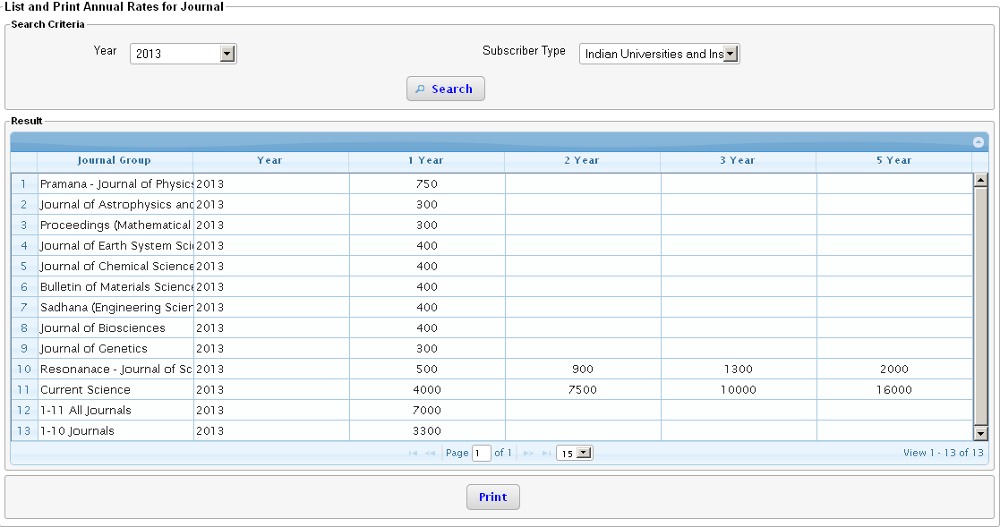 List and Print Annual Rates for Journal
Search Criteria
Year 2013 Subscriber Type Indian Universities and Ins
Search
Result
Journal Group Year 1 Year 2 Year 3 Year 5 Year
1 Pramana - Journal of Physics 2013 750
2 Journal of Astrophysics and 2013 300
3 Proceedings (Mathematical 2013 300
4 Journal of Earth System Scie 2013 400
5 Journal of Chemical Science 2013 400
6 Bulletin of Materials Science 2013 400
7 Sadhana (Engineering Scien 2013 400
8 Journal of Biosciences 2013 400
9 Journal of Genetics 2013 300
10 Resonanace - Journal of Sc 2013 500 900 1300 2000
11 Current Science 2013 4000 7500 10000 16000
12 1-11 All Journals 2013 7000
13 1-10 Journals 2013 3300
Page 1 of 1 15 View 1 - 13 of 13
Print